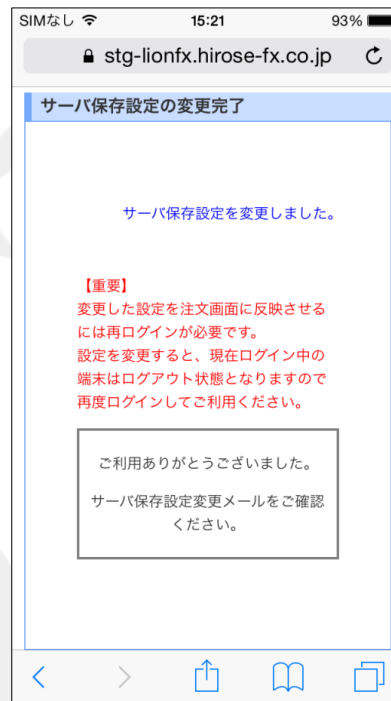 SIMなし 15:21 93%
stg-lionfx.hirose-fx.co.jp
サーバ保存設定の変更完了
サーバ保存設定を変更しました。
【重要】
変更した設定を注文画面に反映させる
には再ログインが必要です。
設定を変更すると、現在ログイン中の
端末はログアウト状態となりますので
再度ログインしてご利用ください。
ご利用ありがとうございました。
サーバ保存設定変更メールをご確認
ください。